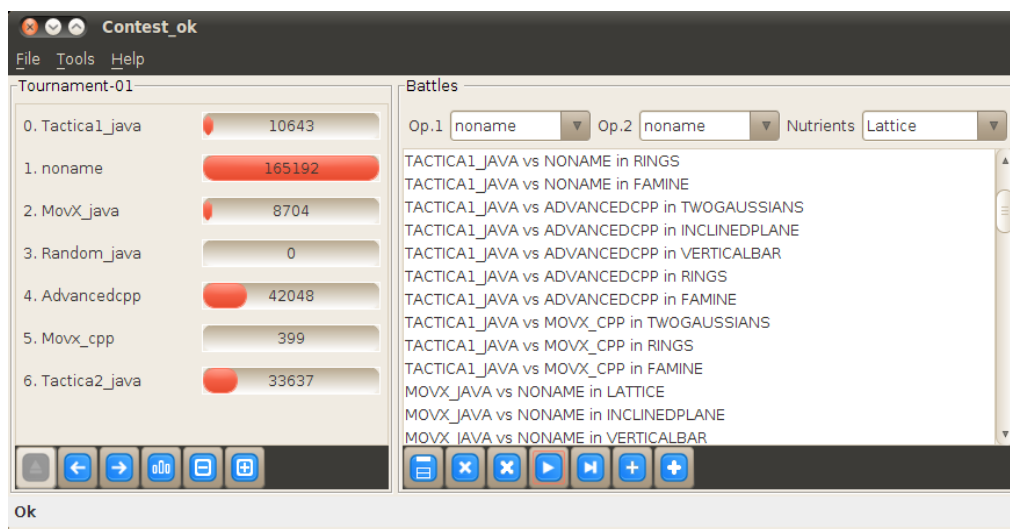 Contest_ok
File Tools Help
Tournament-01
0. Tactica1_java 10643
1. noname 165192
2. MovX_java 8704
3. Random_java 0
4. Advancedcpp 42048
5. Movx_cpp 399
6. Tactica2_java 33637
Battles
Op.1 noname Op.2 noname Nutrients Lattice
TACTICA1_JAVA vs NONAME in RINGS
TACTICA1_JAVA vs NONAME in FAMINE
TACTICA1_JAVA vs ADVANCEDCPP in TWOGAUSSIANS
TACTICA1_JAVA vs ADVANCEDCPP in INCLINEDPLANE
TACTICA1_JAVA vs ADVANCEDCPP in VERTICALBAR
TACTICA1_JAVA vs ADVANCEDCPP in RINGS
TACTICA1_JAVA vs ADVANCEDCPP in FAMINE
TACTICA1_JAVA vs MOVX_CPP in TWOGAUSSIANS
TACTICA1_JAVA vs MOVX_CPP in RINGS
TACTICA1_JAVA vs MOVX_CPP in FAMINE
MOVX_JAVA vs NONAME in LATTICE
MOVX_JAVA vs NONAME in INCLINEDPLANE
MOVX_JAVA vs NONAME in VERTICALBAR
Ok